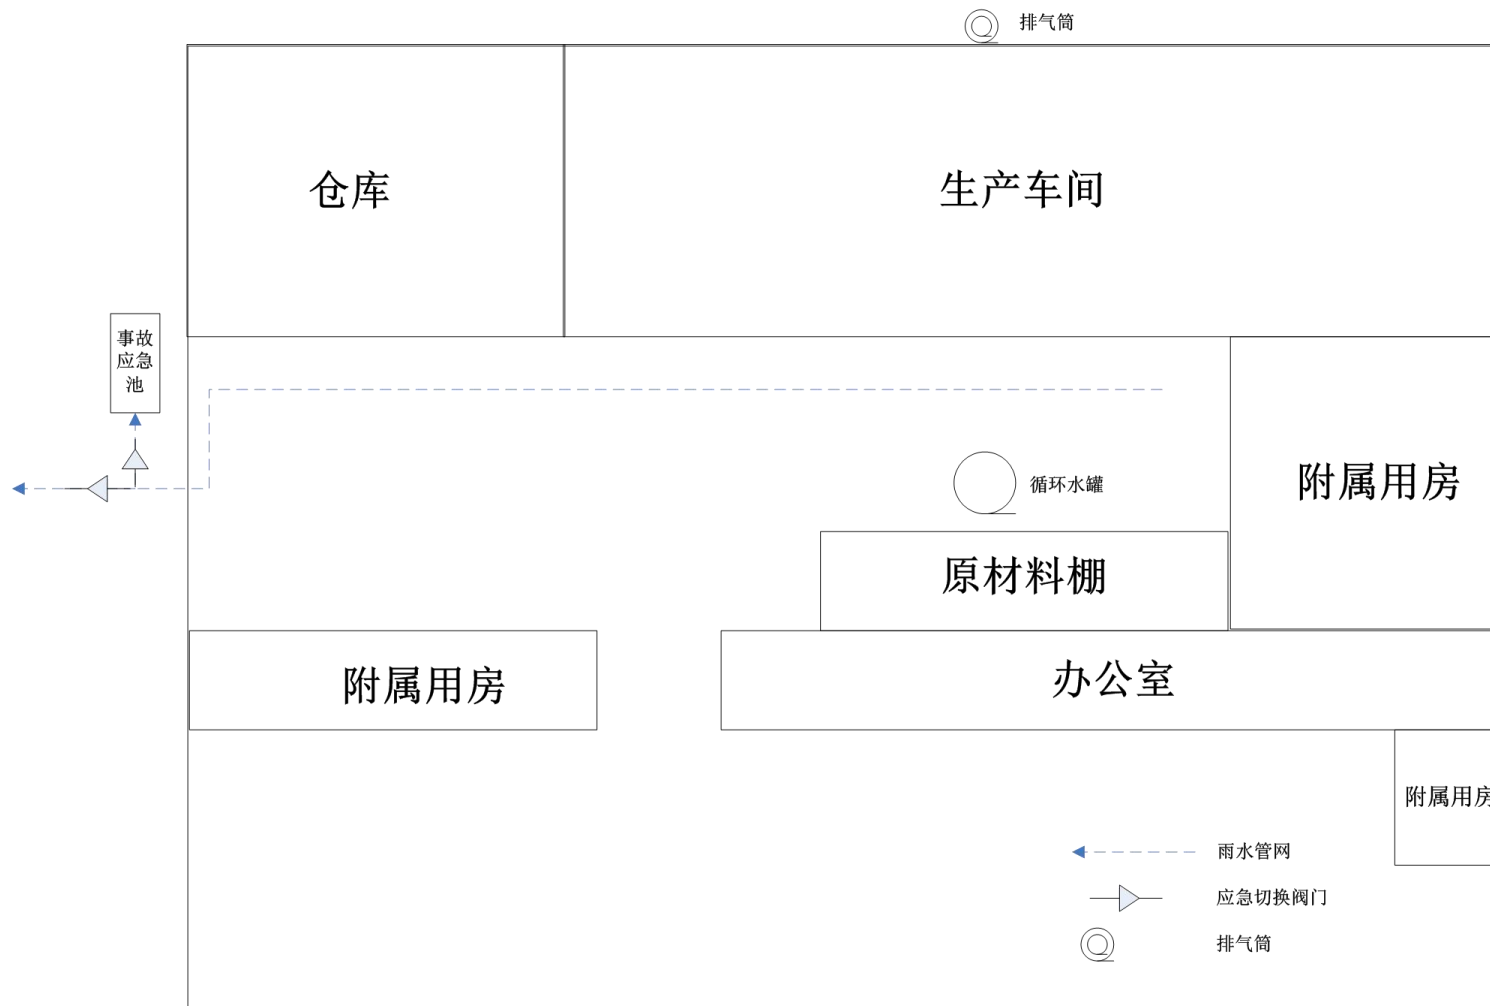 排气筒
仓库
生产车间
事故
应急
池
循环水罐
附属用房
原材料棚
附属用房
办公室
附属用房
雨水管网
应急切换阀门
排气筒